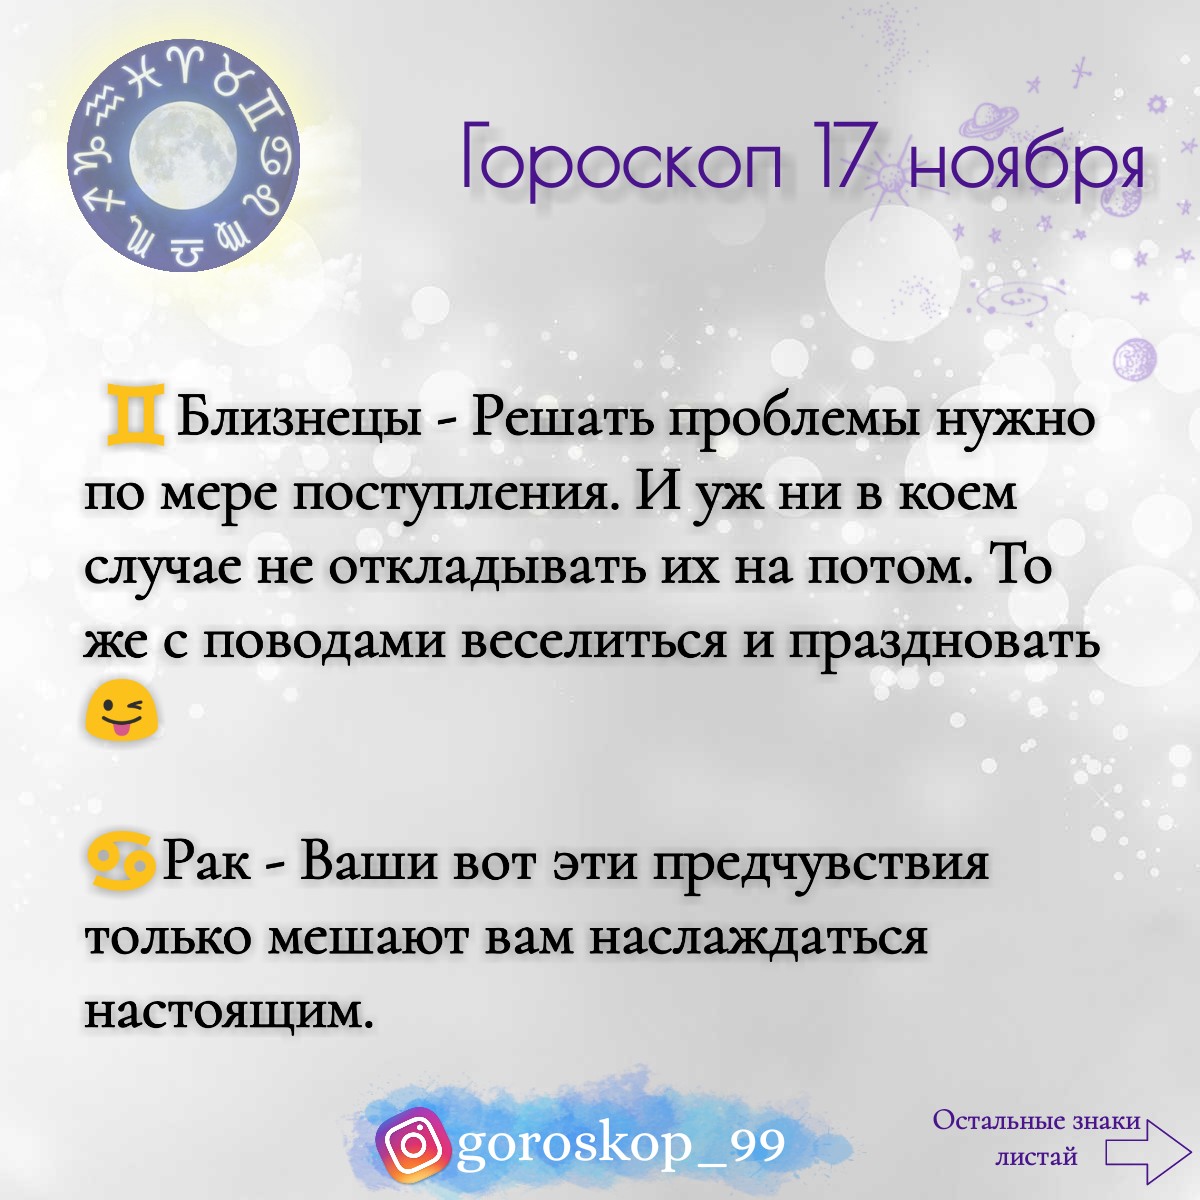 Гороскоп 17 ноября
♊Близнецы - Решать проблемы нужно
по мере поступления. И уж ни в коем
случае не откладывать их на потом. То
же с поводами веселиться и праздновать
😜
♋Рак - Ваши вот эти предчувствия
только мешают вам наслаждаться
настоящим.
goroskop_99
Остальные знаки
листай